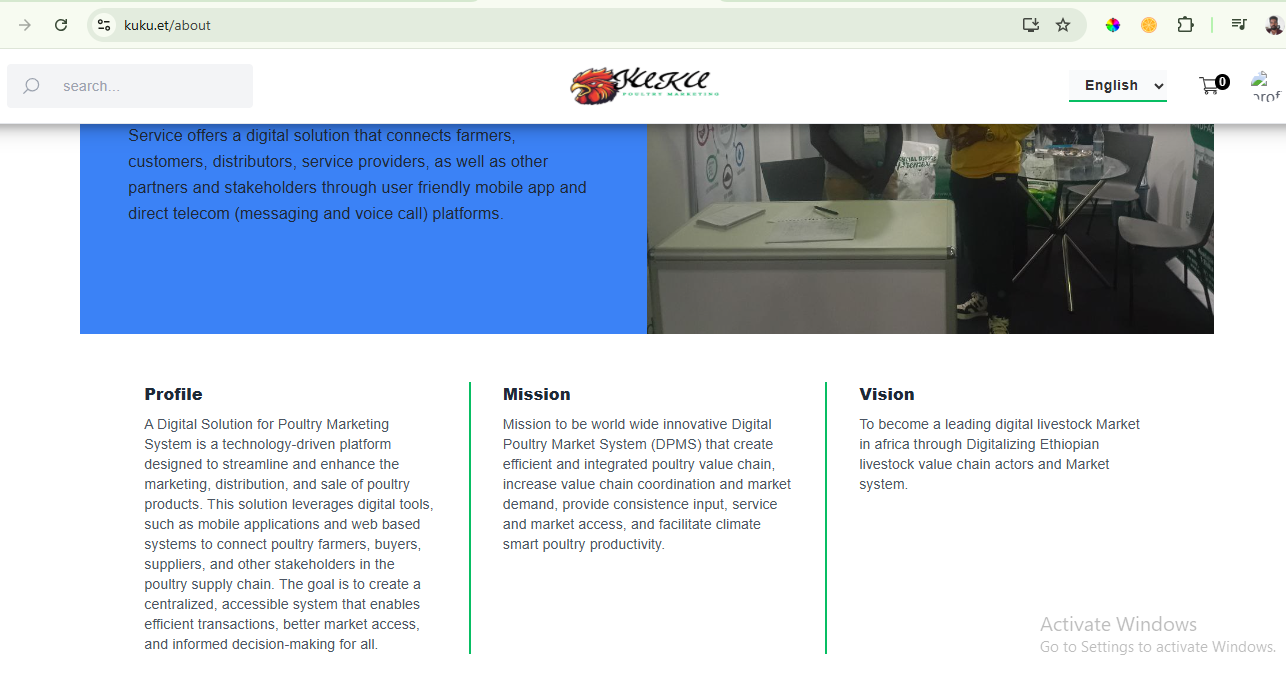 kuku.et/about
search...
KUKU
POULTRY MARKETING
English
0
prof
Service offers a digital solution that connects farmers,
customers, distributors, service providers, as well as other
partners and stakeholders through user friendly mobile app and
direct telecom (messaging and voice call) platforms.
Profile
A Digital Solution for Poultry Marketing
System is a technology-driven platform
designed to streamline and enhance the
marketing, distribution, and sale of poultry
products. This solution leverages digital tools,
such as mobile applications and web based
systems to connect poultry farmers, buyers,
suppliers, and other stakeholders in the
poultry supply chain. The goal is to create a
centralized, accessible system that enables
efficient transactions, better market access,
and informed decision-making for all.
Mission
Mission to be world wide innovative Digital
Poultry Market System (DPMS) that create
efficient and integrated poultry value chain,
increase value chain coordination and market
demand, provide consistence input, service
and market access, and facilitate climate
smart poultry productivity.
Vision
To become a leading digital livestock Market
in africa through Digitalizing Ethiopian
livestock value chain actors and Market
system.
Activate Windows
Go to Settings to activate Windows.